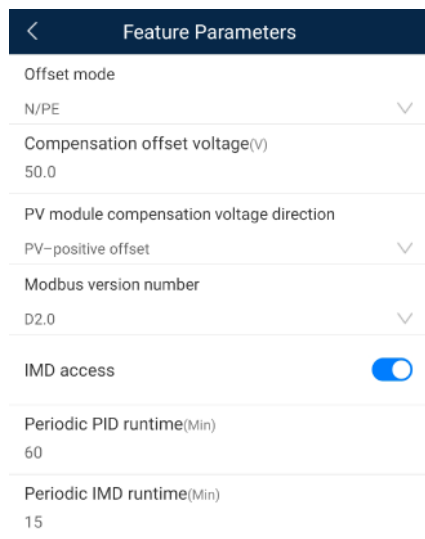 Feature Parameters
Offset mode
N/PE
Compensation offset voltage(V)
50.0
PV module compensation voltage direction
PV-positive offset
Modbus version number
D2.0
IMD access
Periodic PID runtime(Min)
60
Periodic IMD runtime(Min)
15